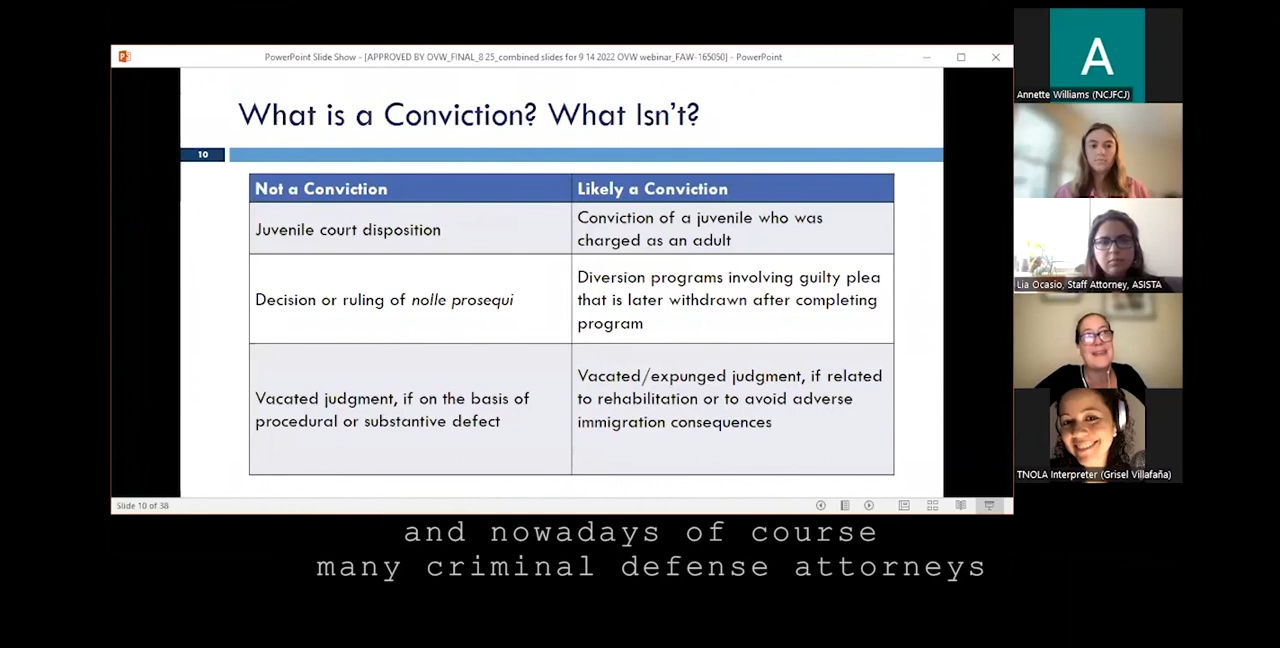 PowerPoint Slide Show - [APPROVED BY OVW_FINAL_8 25_combined slides for 9 14 2022 OVW webinar_FAW-165050] - PowerPoint
What is a Conviction? What Isn't?
10
Not a Conviction
Likely a Conviction
Juvenile court disposition
Conviction of a juvenile who was
charged as an adult
Decision or ruling of nolle prosequi
Diversion programs involving guilty plea
that is later withdrawn after completing
program
Vacated judgment, if on the basis of
procedural or substantive defect
Vacated/expunged judgment, if related
to rehabilitation or to avoid adverse
immigration consequences
Slide 10 of 38
A
Annette Williams (NCJFCJ)
Lia Ocasio, Staff Attorney, ASISTA
TNOLA Interpreter (Grisel Villafaña)
and nowadays of course
many criminal defense attorneys